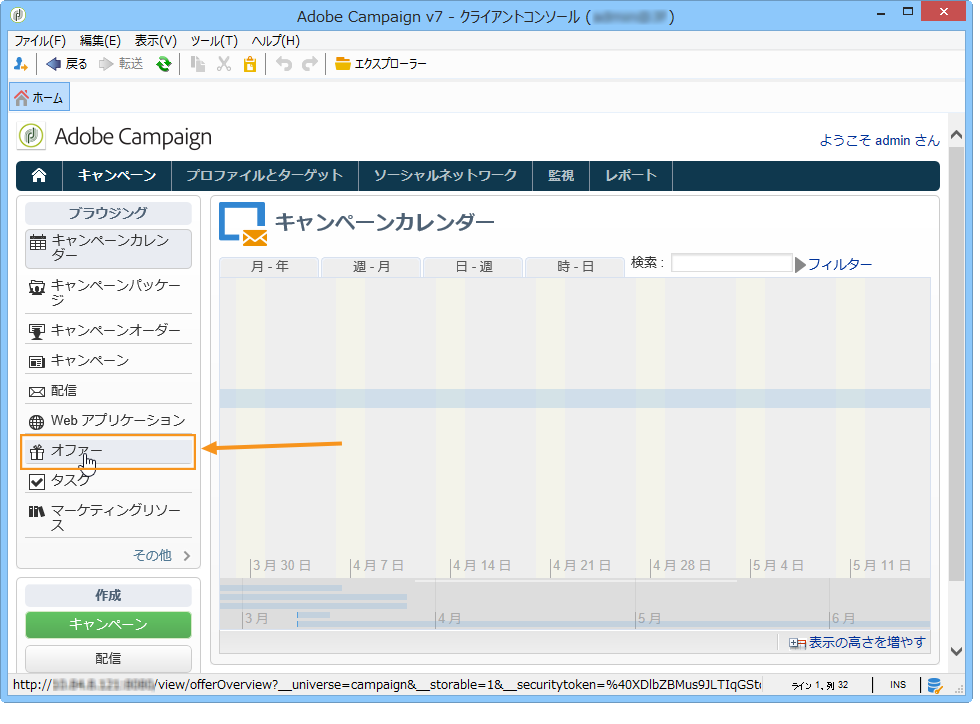 Adobe Campaign v7 - クライアントコンソール (
)
ファイル(F) 編集(E) 表示(V) ツール(T) ヘルプ(H)
戻る 転送 エクスプローラー
ホーム
Adobe Campaign
ようこそ admin さん
キャンペーン プロファイルとターゲット ソーシャルネットワーク 監視 レポート
ブラウジング
キャンペーンカレン
ダー
キャンペーンパッケー
ジ
キャンペーンオーダー
キャンペーン
配信
Web アプリケーション
オファー
タスク
マーケティングリソー
ス
その他
作成
キャンペーン
配信
キャンペーンカレンダー
月 - 年 週 - 月 日 - 週 時 - 日 検索 : フィルター
3 月 30 日 4 月 7 日 4 月 14 日 4 月 21 日 4 月 28 日 5 月 4 日 5 月 11 日
3 月 4 月 5 月 6 月
表示の高さを増やす
http:// /view/offerOverview?__universe=campaign&__storable=1&__securitytoken=%40XDlbZBMus9JLTIqGSt
ライン 1、列 32 INS